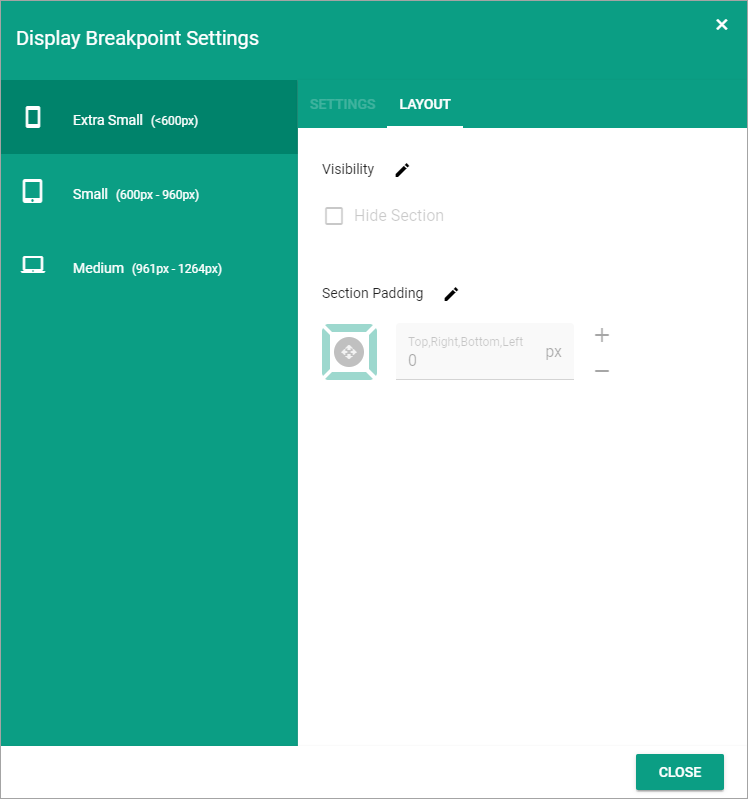 Display Breakpoint Settings
Extra Small (<600px)
Small (600px - 960px)
Medium (961px - 1264px)
SETTINGS LAYOUT
Visibility
Hide Section
Section Padding
Top,Right,Bottom,Left
0 px
CLOSE